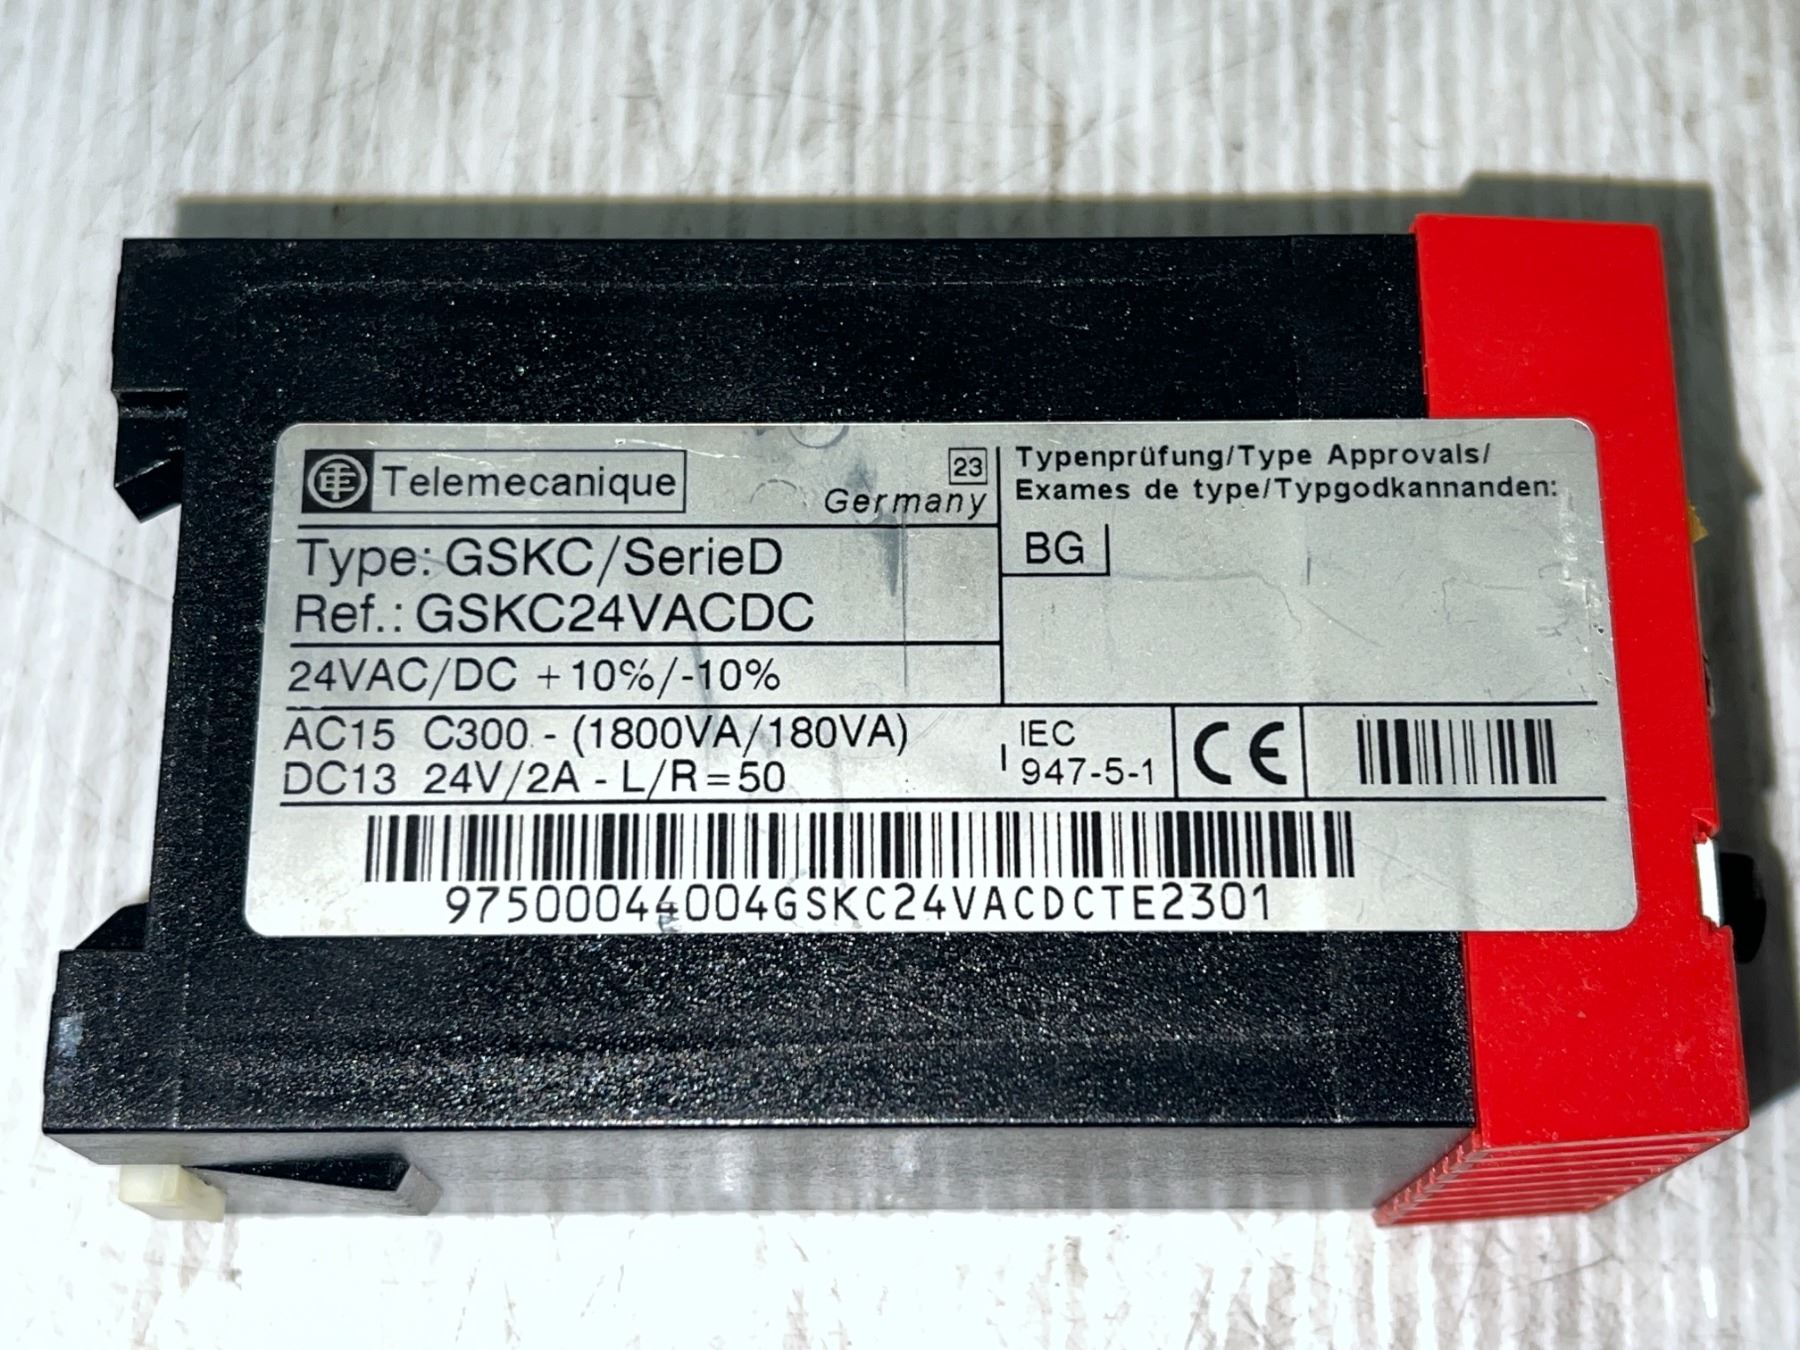 Telemecanique
23
Germany
Type: GSKC/SerieD
Ref.: GSKC24VACDC
24VAC/DC +10%/-10%
AC15 C300 - (1800VA/180VA)
DC13 24V/2A - L/R=50
Typenprüfung/Type Approvals/
Exames de type/Typgodkannanden:
BG
IEC
947-5-1
CE
97500044004GSKC24VACDCTE2301